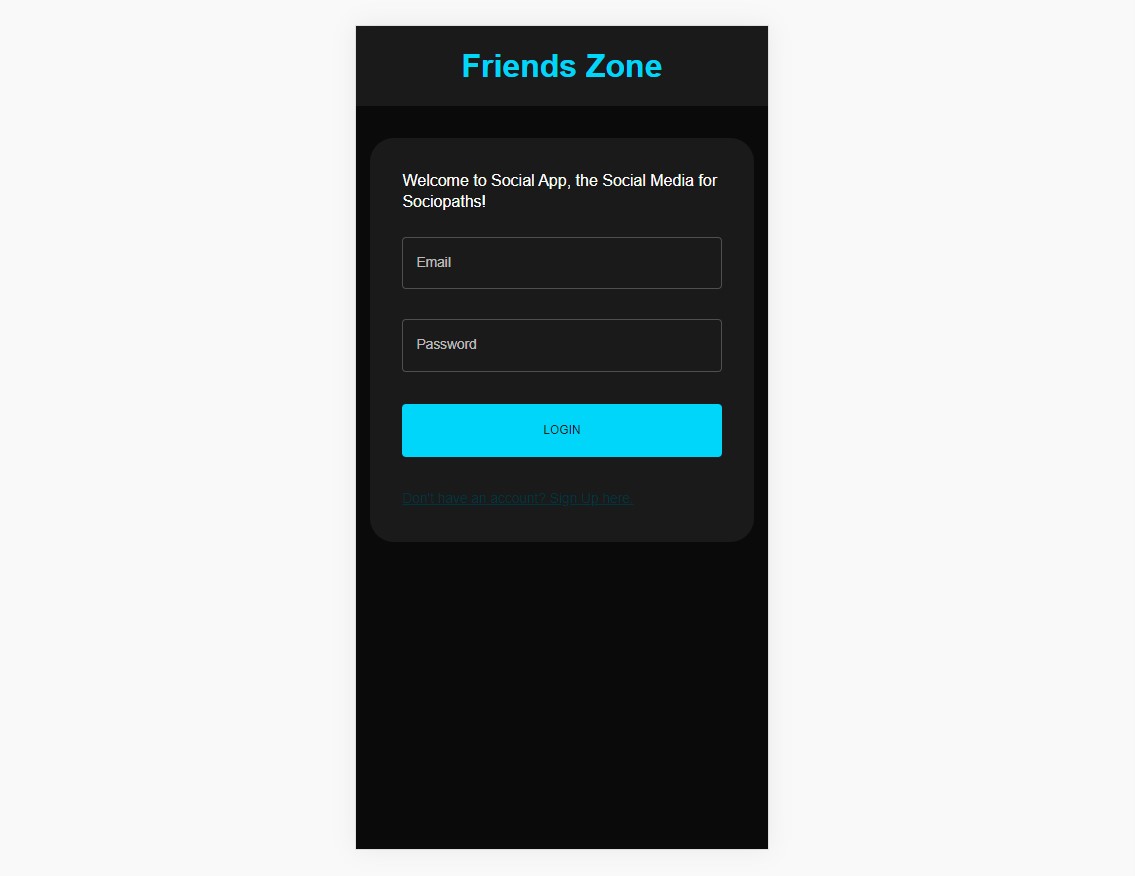 Friends Zone
Welcome to Social App, the Social Media for
Sociopaths!
Email
Password
LOGIN
Don't have an account? Sign Up here.